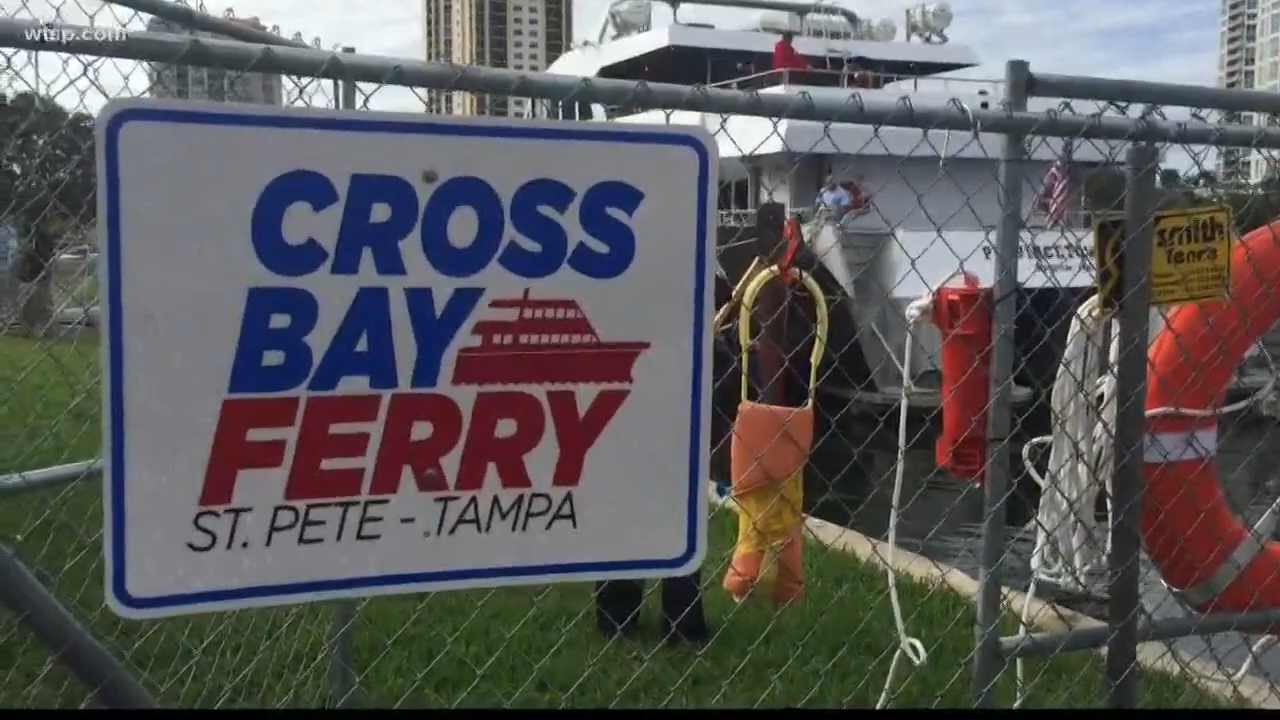 wtsp.com
CROSS
BAY
FERRY
ST. PETE - TAMPA
smith
fence